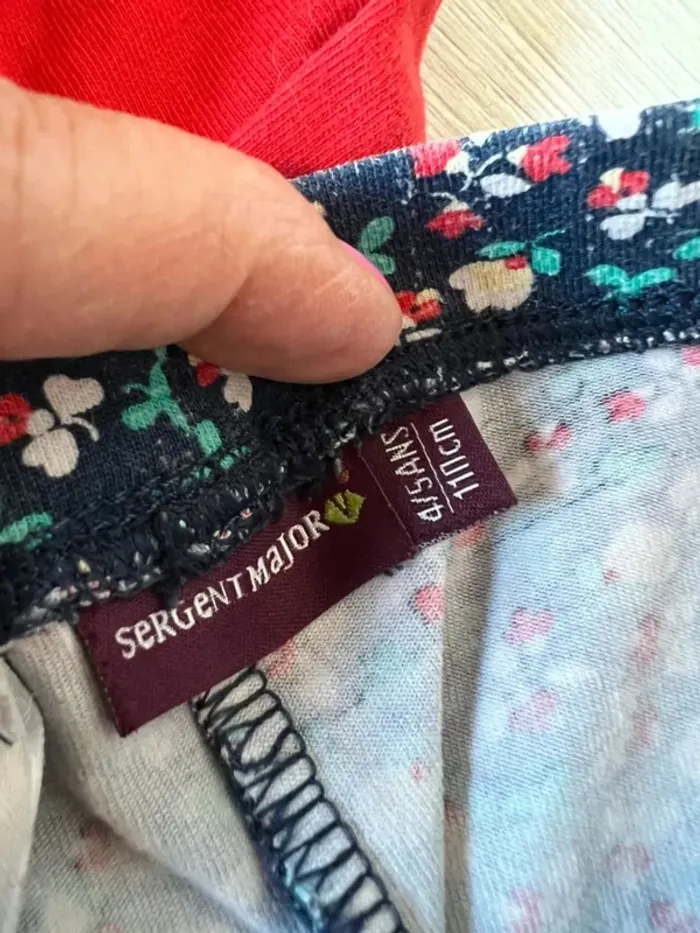 SeRGeNT MaJOR
4/5ANS
110cm